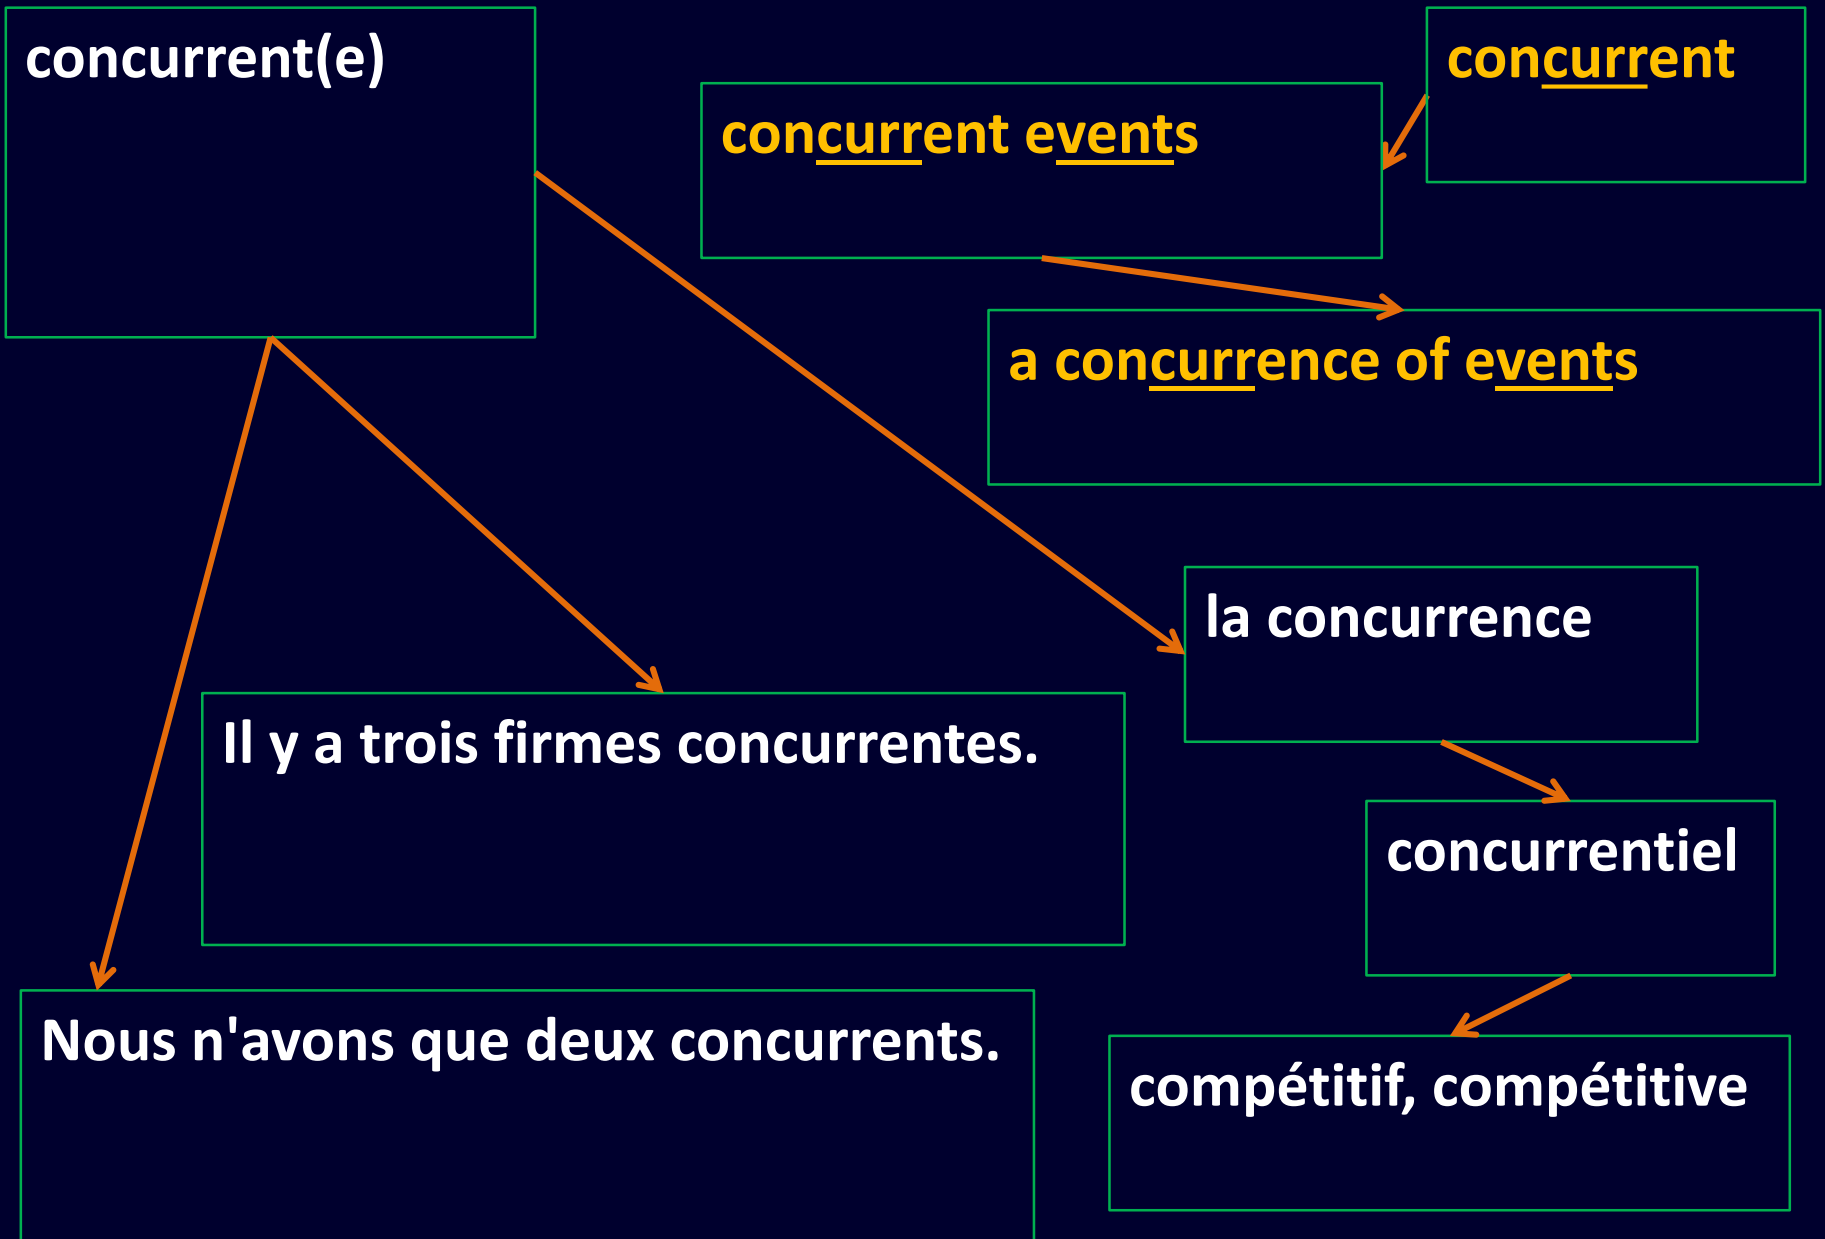 concurrent(e)
concurrent
concurrent events
a concurrence of events
la concurrence
Il y a trois firmes concurrentes.
concurrentiel
Nous n'avons que deux concurrents.
compétitif, compétitive